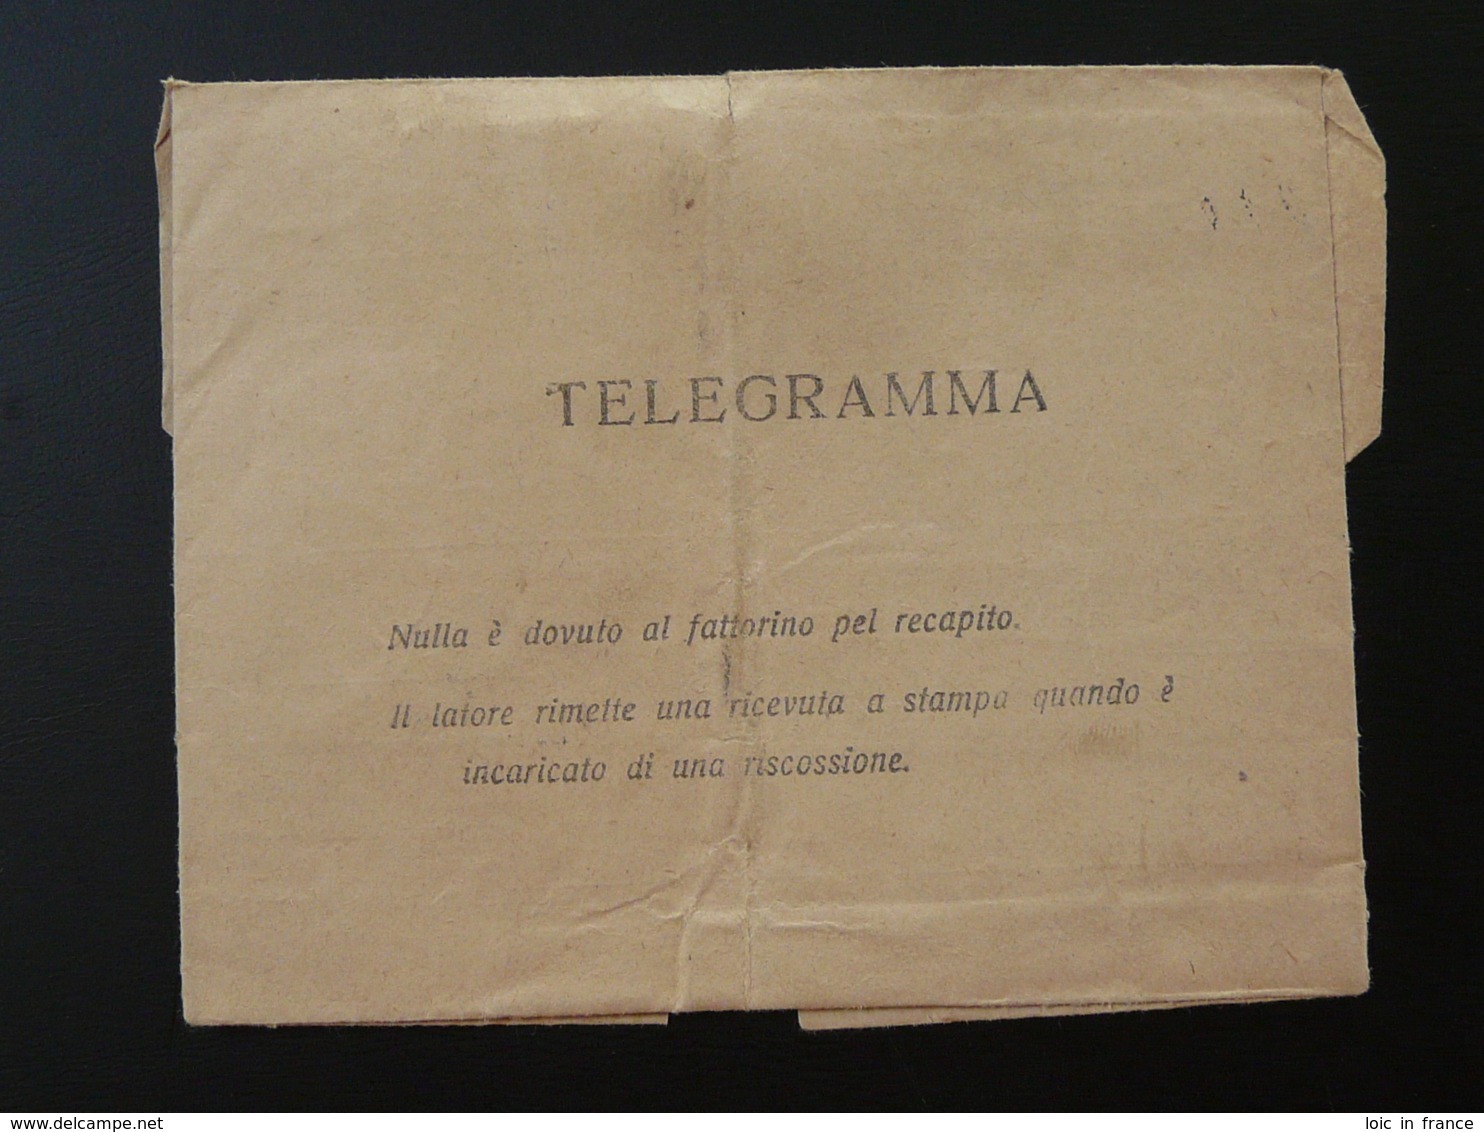 TELEGRAMMA
Nulla è dovuto al fattorino pel recapito.
Il latore rimette una ricevuta a stampa quando è
incaricato di una riscossione.
www.delcampe.net
loic in france